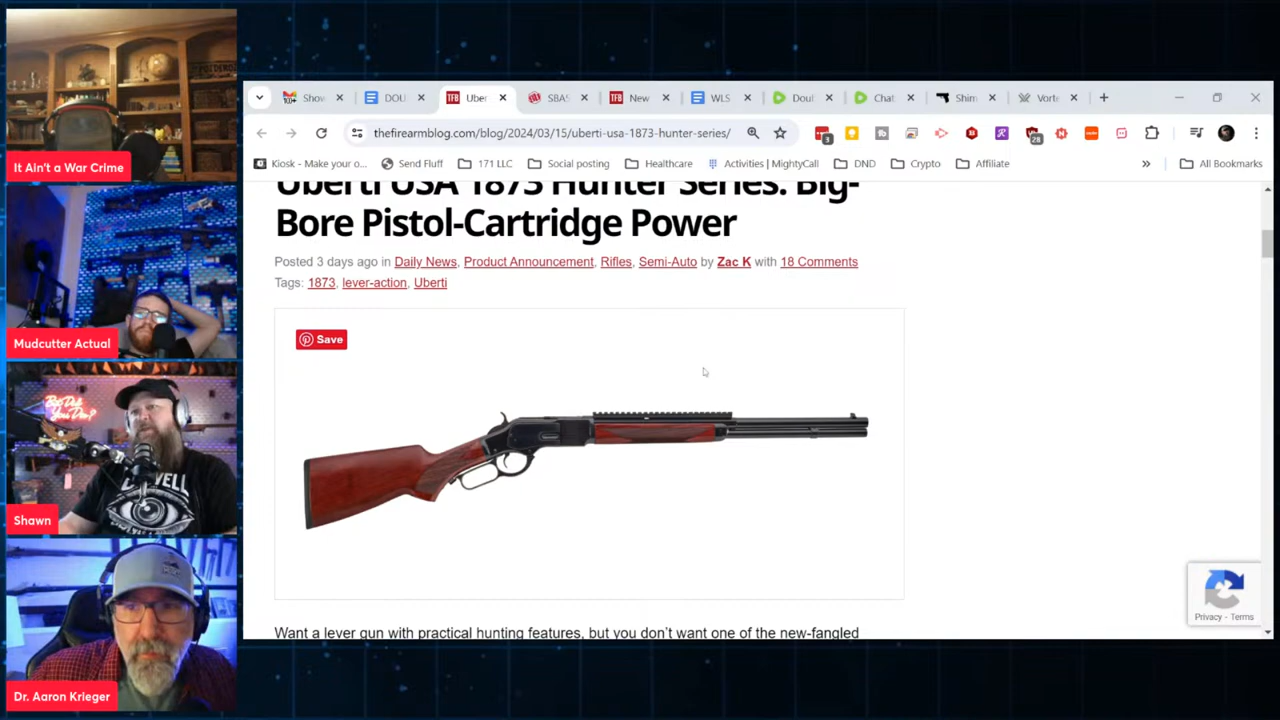 It Ain't a War Crime
Mudcutter Actual
Shawn
Dr. Aaron Krieger
Show
DOU
Uber
SBAS
New
WLS
Doul
Chat
Shim
Vorte
thefirearmblog.com/blog/2024/03/15/uberti-usa-1873-hunter-series/
3
28
Kiosk - Make your o...
Send Fluff
171 LLC
Social posting
Healthcare
Activities | MightyCall
DND
Crypto
Affiliate
»
All Bookmarks
Uberti USA 1873 Hunter Series: Big-
Bore Pistol-Cartridge Power
Posted 3 days ago in Daily News, Product Announcement, Rifles, Semi-Auto by Zac K with 18 Comments
Tags: 1873, lever-action, Uberti
Save
Want a lever gun with practical hunting features, but you don't want one of the new-fangled
Privacy - Terms